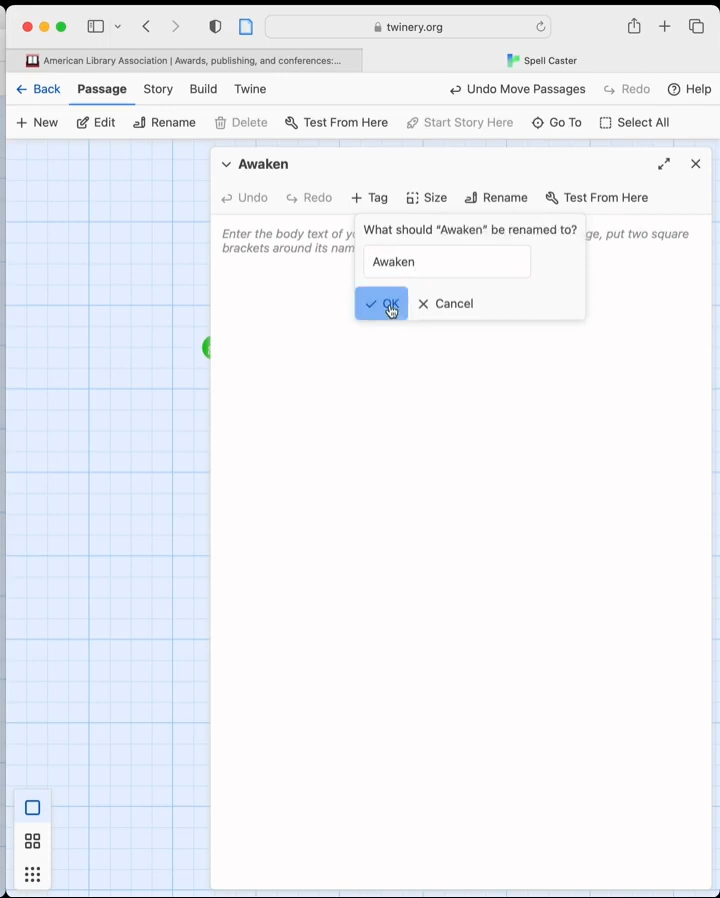 twinery.org
American Library Association | Awards, publishing, and conferences:...
Spell Caster
Back Passage Story Build Twine Undo Move Passages Redo Help
New Edit Rename Delete Test From Here Start Story Here Go To Select All
Awaken
Undo Redo Tag Size Rename Test From Here
Enter the body text of ge, put two square
brackets around its nam
What should “Awaken” be renamed to?
Awaken
OK Cancel